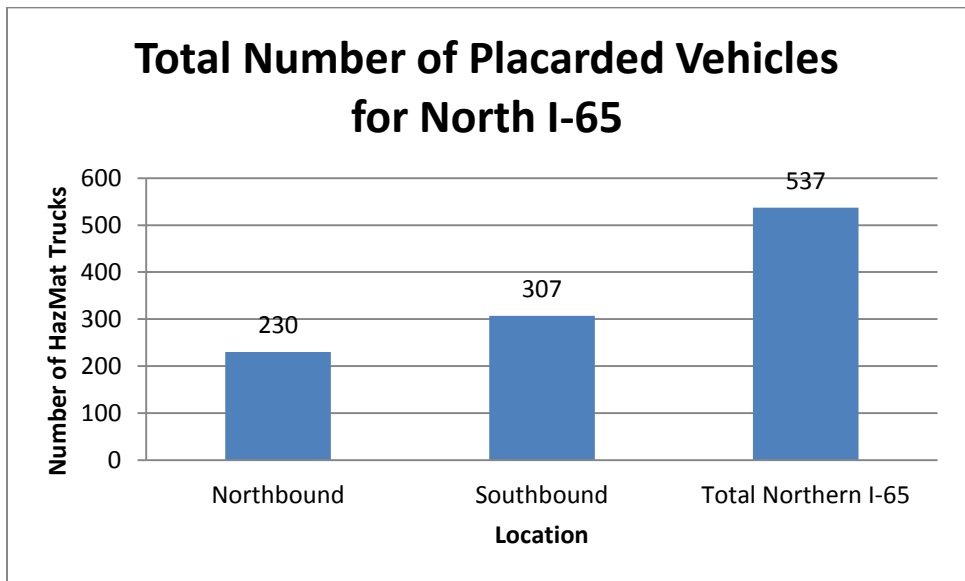 Total Number of Placarded Vehicles
for North I-65
Number of HazMat Trucks
600
500
400
300
200
100
0
230
307
537
Northbound
Southbound
Total Northern I-65
Location